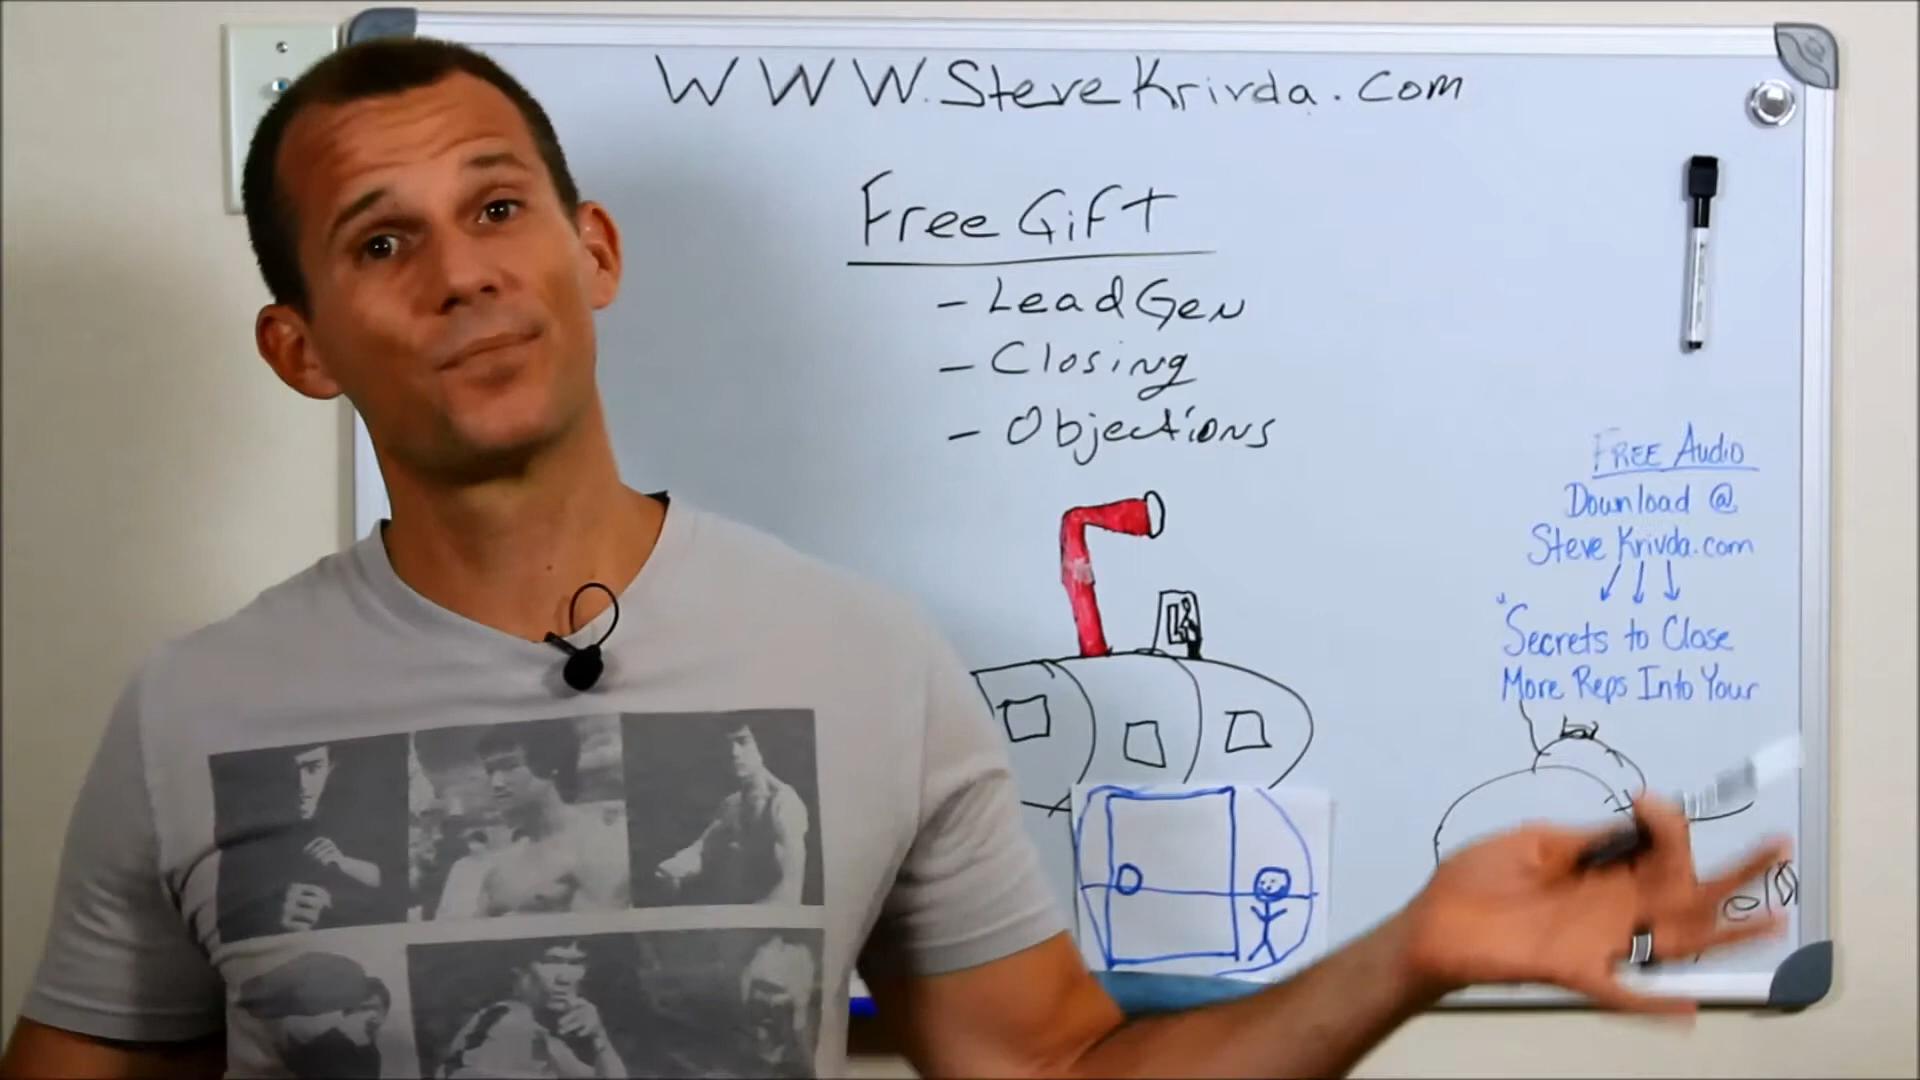 WWW.SteveKrivda.com
Free Gift
- Lead Gen
- Closing
- Objections
FREE Audio
Download @
SteveKrivda.com
"Secrets to Close
More Reps Into Your